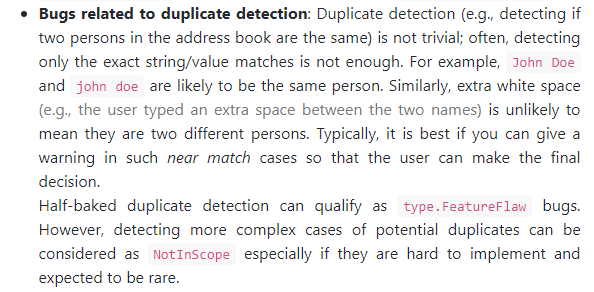 • Bugs related to duplicate detection: Duplicate detection (e.g., detecting if
two persons in the address book are the same) is not trivial; often, detecting
only the exact string/value matches is not enough. For example, John Doe
and john doe are likely to be the same person. Similarly, extra white space
(e.g., the user typed an extra space between the two names) is unlikely to
mean they are two different persons. Typically, it is best if you can give a
warning in such near match cases so that the user can make the final
decision.
Half-baked duplicate detection can qualify as type.FeatureFlaw bugs.
However, detecting more complex cases of potential duplicates can be
considered as NotInScope especially if they are hard to implement and
expected to be rare.